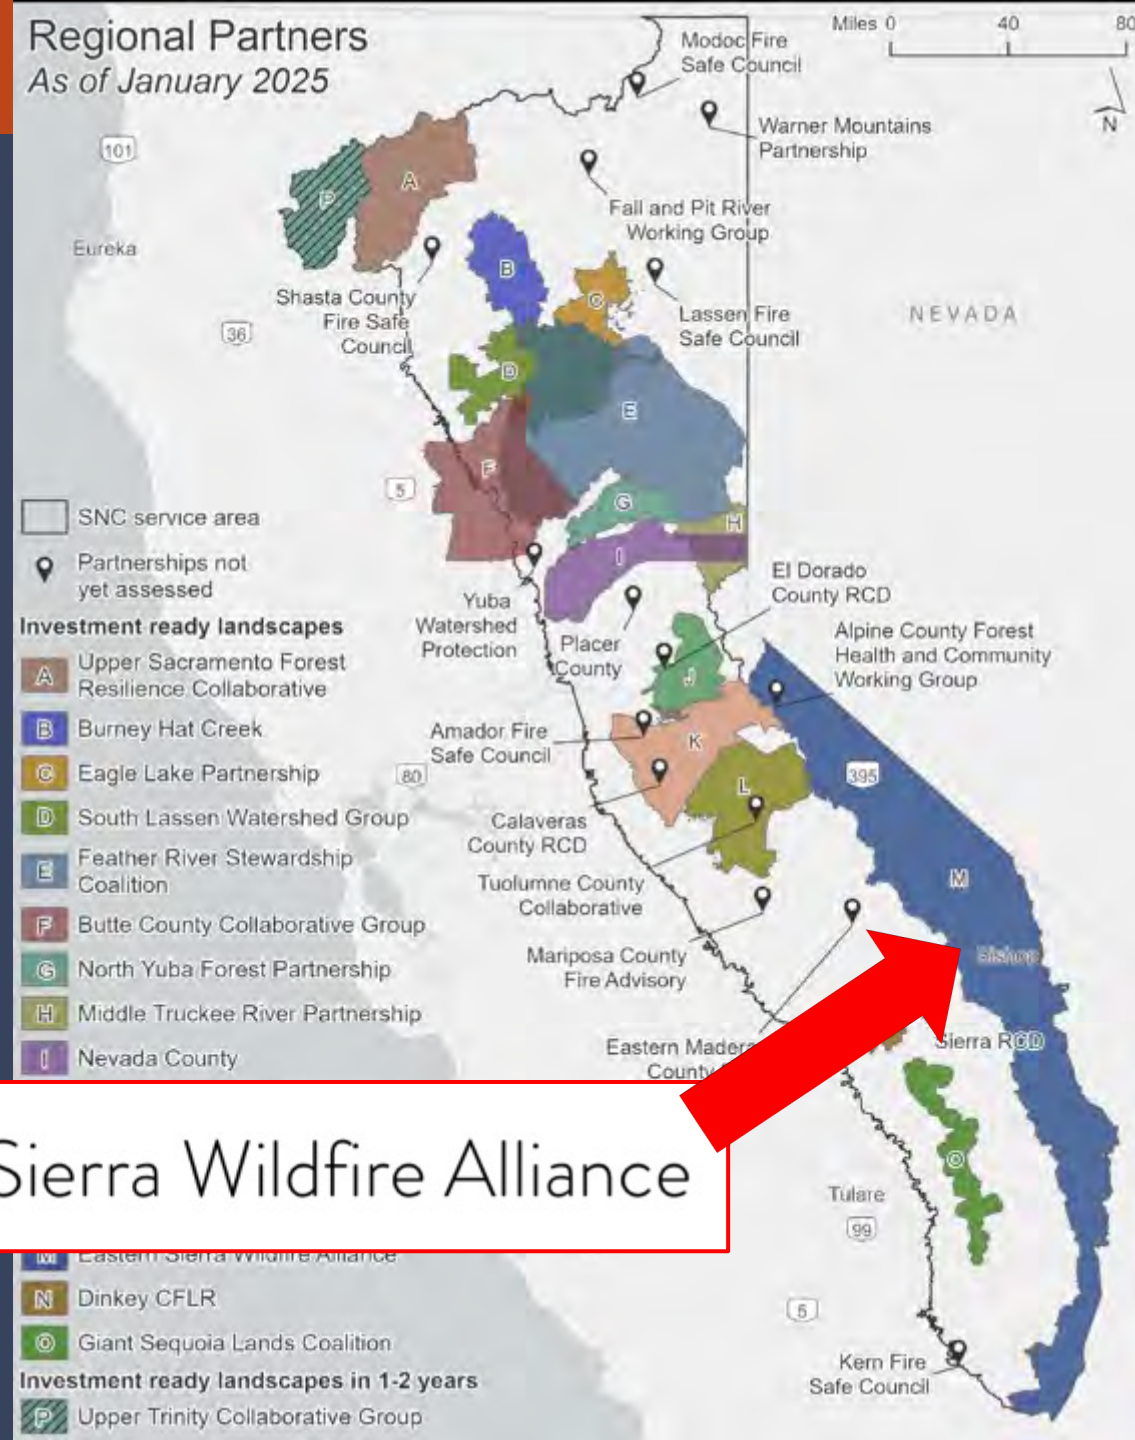 Regional Partners
As of January 2025
Miles 0 40 80
N
Modoc Fire
Safe Council
Warner Mountains
Partnership
101
A
P
Fall and Pit River
Working Group
Eureka
B
Shasta County
Fire Safe
Council
C
Lassen Fire
Safe Council
NEVADA
36
D
E
F
5
G
H
I
SNC service area
Partnerships not
yet assessed
Yuba
Watershed
Protection
Placer
County
El Dorado
County RCD
Alpine County Forest
Health and Community
Working Group
Investment ready landscapes
A Upper Sacramento Forest
Resilience Collaborative
B Burney Hat Creek
C Eagle Lake Partnership
D South Lassen Watershed Group
E Feather River Stewardship
Coalition
F Butte County Collaborative Group
G North Yuba Forest Partnership
H Middle Truckee River Partnership
I Nevada County
J
K
L
M
Amador Fire
Safe Council
80
395
Calaveras
County RCD
Tuolumne County
Collaborative
Mariposa County
Fire Advisory
Bishop
Eastern Madera
County
Sierra RCD
Sierra Wildfire Alliance
O
Tulare
99
5
M Eastern Sierra Wildfire Alliance
N Dinkey CFLR
O Giant Sequoia Lands Coalition
Investment ready landscapes in 1-2 years
P Upper Trinity Collaborative Group
Kern Fire
Safe Council